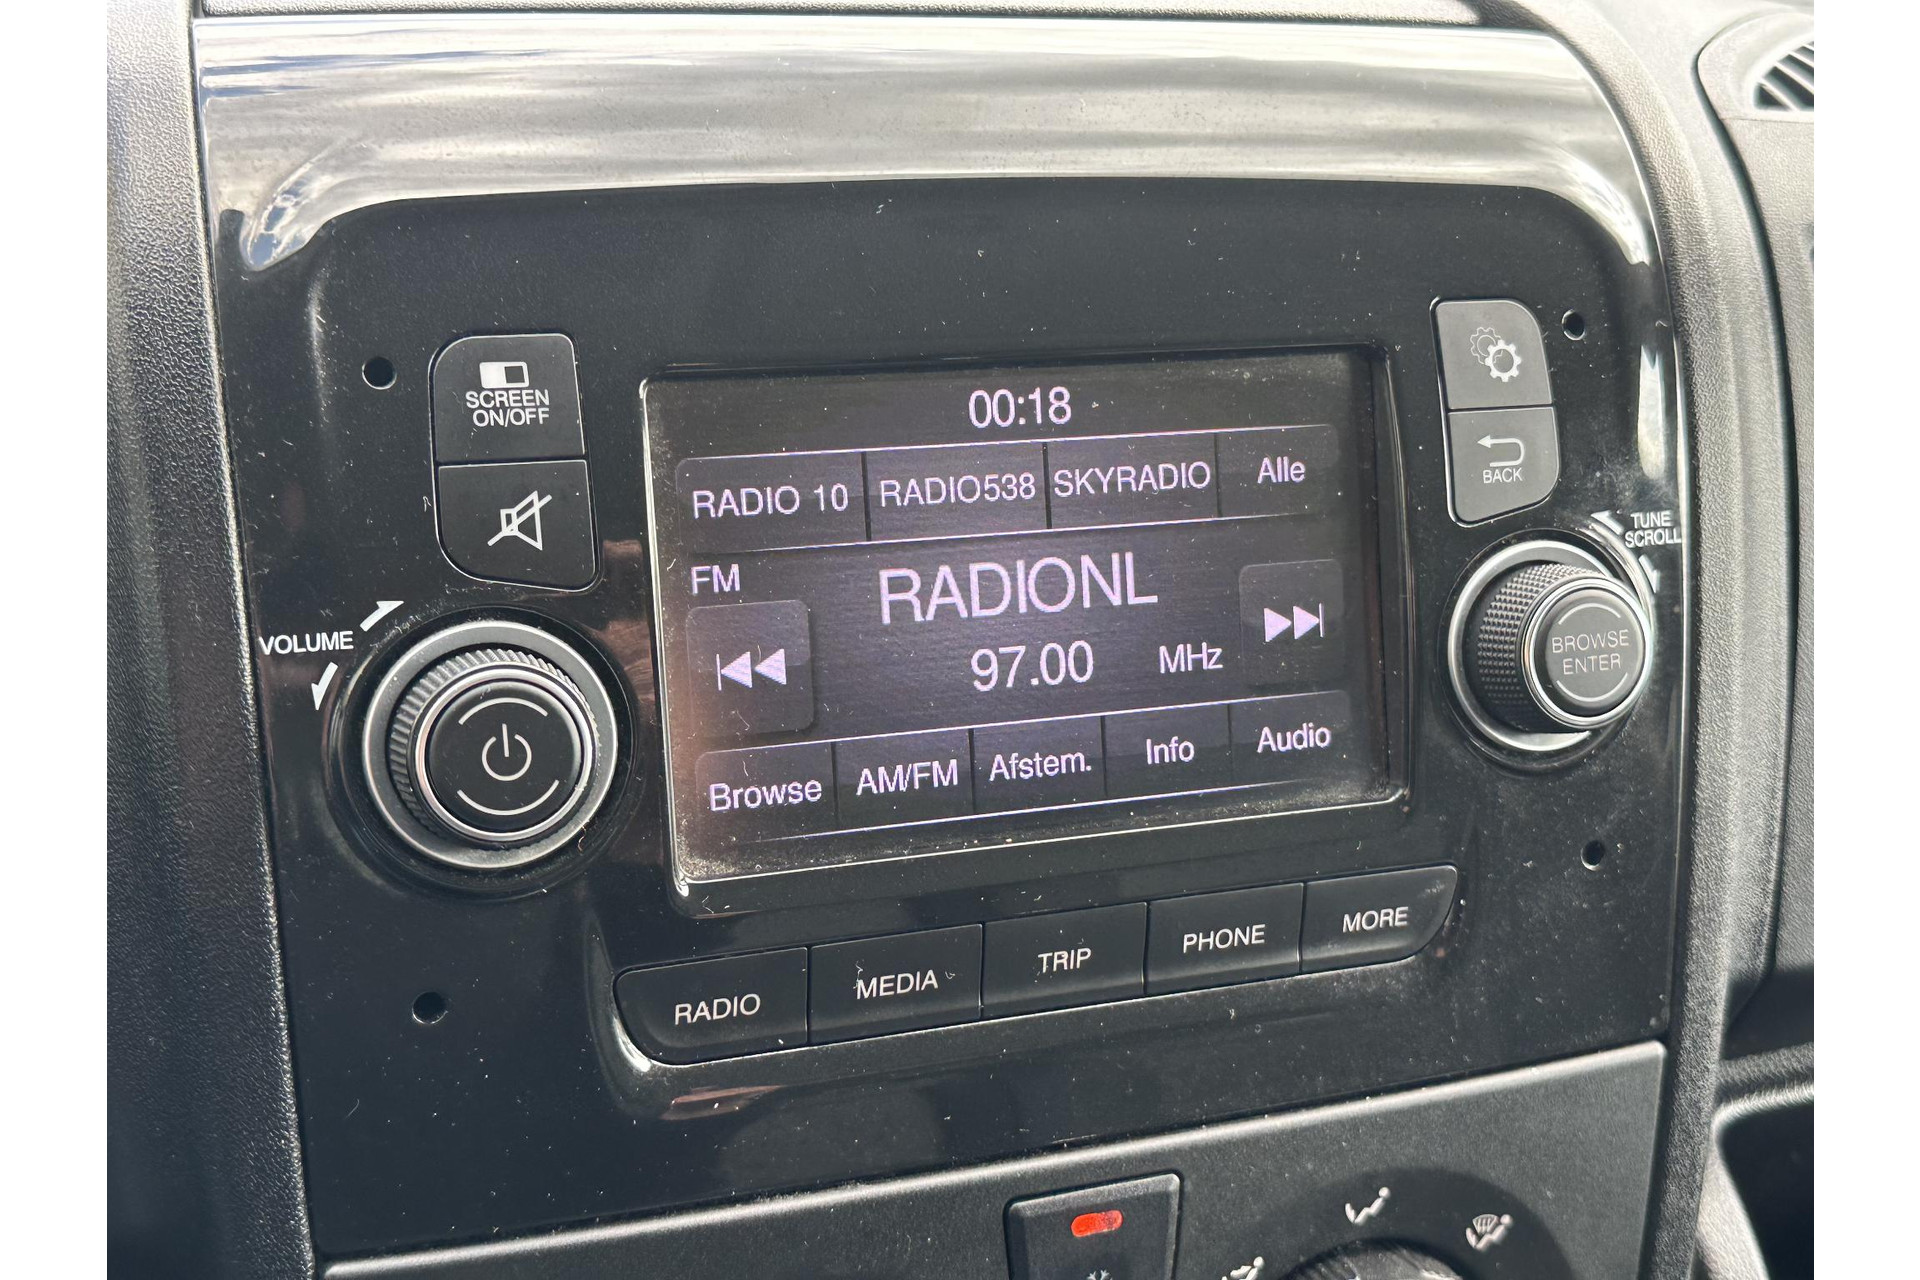 SCREEN
ON/OFF
00:18
RADIO 10 RADIO538 SKYRADIO Alle
BACK
TUNE
SCROLL
FM
RADIONL
97.00 MHz
VOLUME
BROWSE
ENTER
Browse AM/FM Afstem. Info Audio
RADIO MEDIA TRIP PHONE MORE